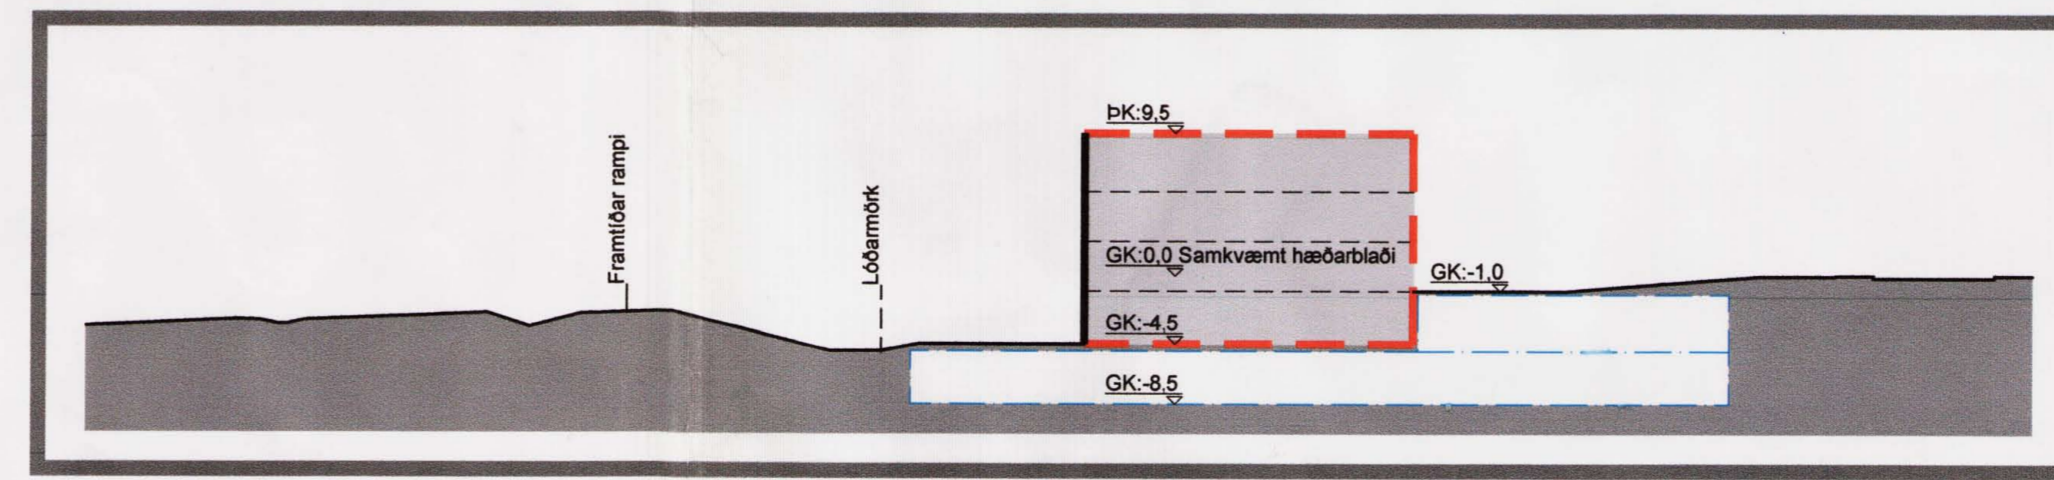 ÞK:9,5
Framtíðar rampi
Lóðarmörk
GK:0,0 Samkvæmt hæðarblaði
GK:-1,0
GK:-4,5
GK:-8,5